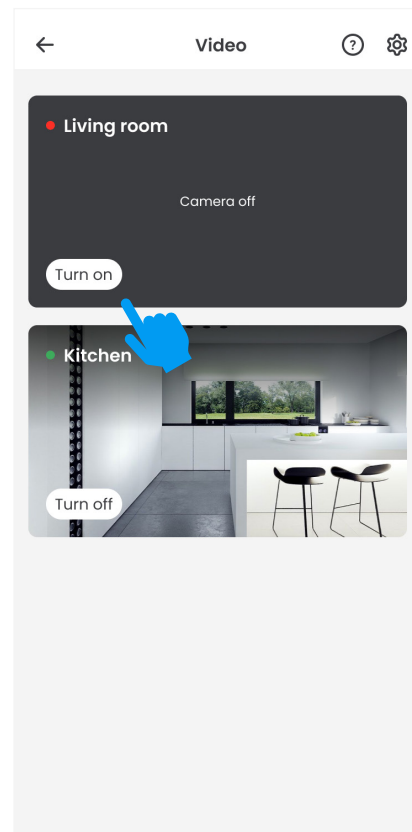 Video
Living room
Camera off
Turn on
Kitchen
Turn off